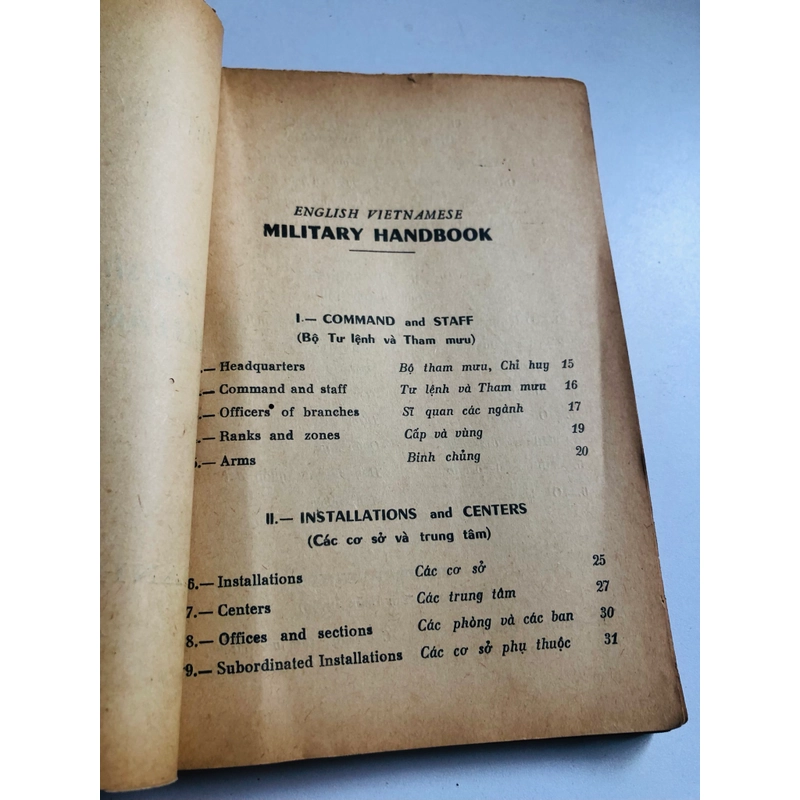 ENGLISH VIETNAMESE
MILITARY HANDBOOK
I.— COMMAND and STAFF
(Bộ Tư lệnh và Tham mưu)
.— Headquarters Bộ tham mưu, Chỉ huy 15
.— Command and staff Tư lệnh và Tham mưu 16
.— Officers of branches Sĩ quan các ngành 17
.— Ranks and zones Cấp và vùng 19
5.— Arms Binh chủng 20
II.— INSTALLATIONS and CENTERS
(Các cơ sở và trung tâm)
6.— Installations Các cơ sở 25
7.— Centers Các trung tâm 27
8.— Offices and sections Các phòng và các ban 30
9.— Subordinated Installations Các cơ sở phụ thuộc 31